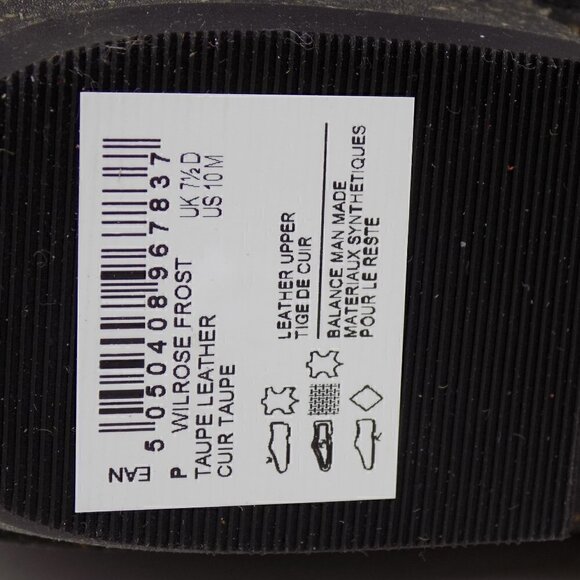 EAN
5 050408 967837
P WILROSE FROST UK 7½ D
TAUPE LEATHER US 10 M
CUIR TAUPE
LEATHER UPPER
TIGE DE CUIR
BALANCE MAN MADE
MATERIAUX SYNTHETIQUES
POUR LE RESTE